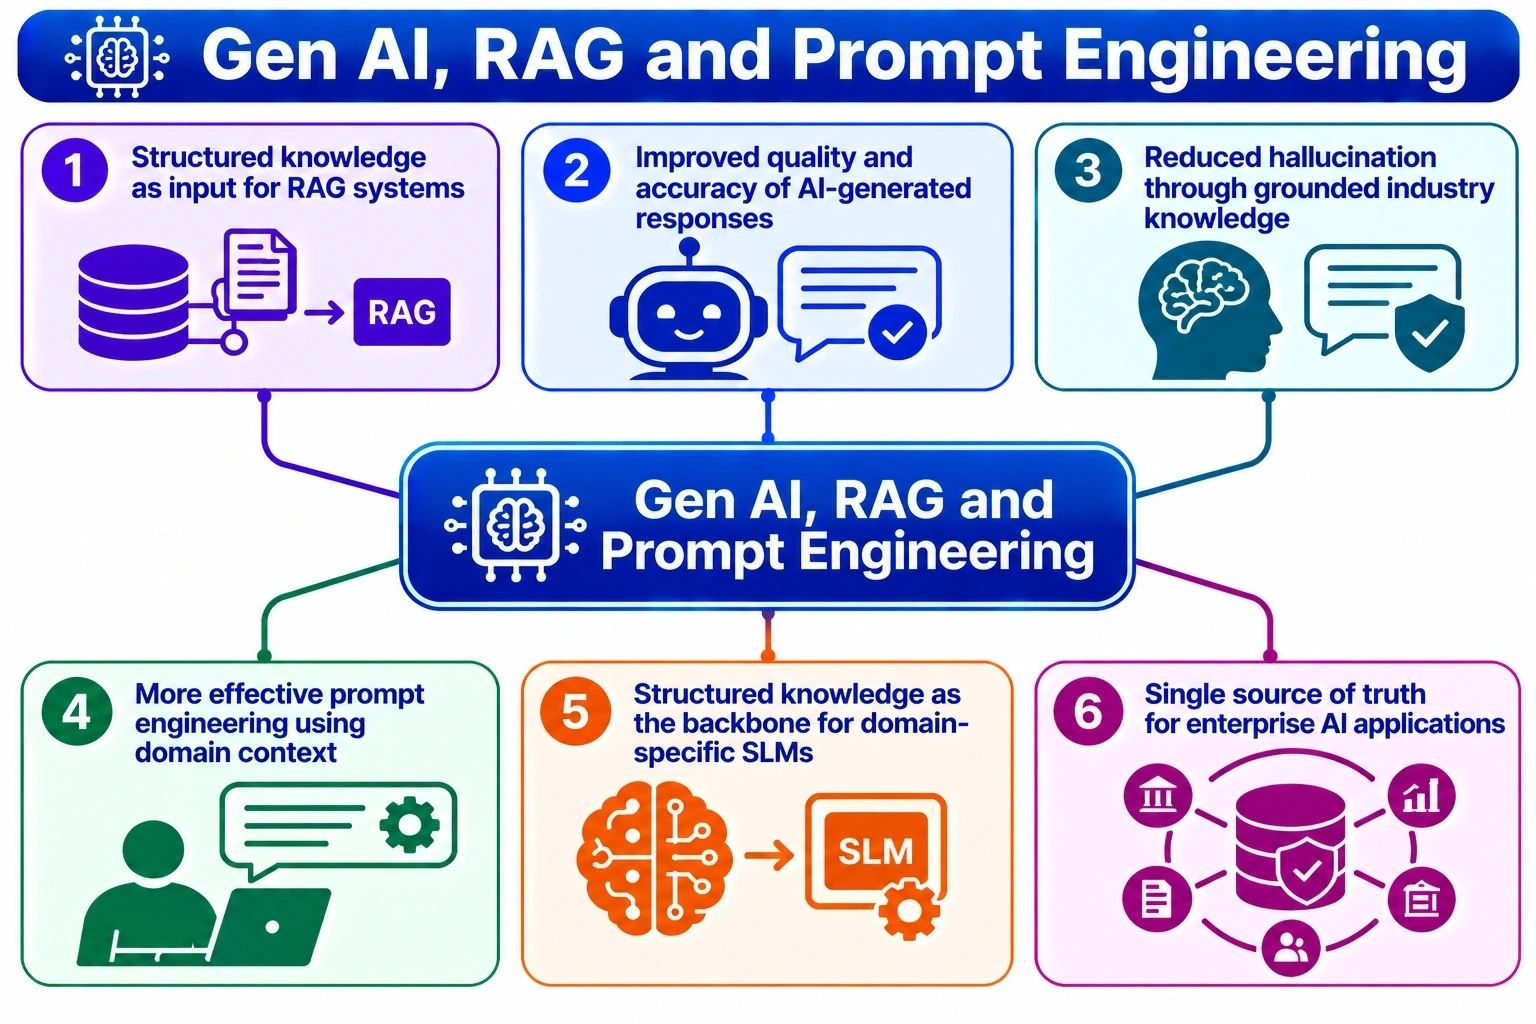 Gen AI, RAG and Prompt Engineering
1
Structured knowledge
as input for RAG systems
RAG
2
Improved quality and
accuracy of AI-generated
responses
3
Reduced hallucination
through grounded industry
knowledge
Gen AI, RAG and
Prompt Engineering
4
More effective prompt
engineering using
domain context
5
Structured knowledge as
the backbone for domain-
specific SLMs
SLM
6
Single source of truth
for enterprise AI applications